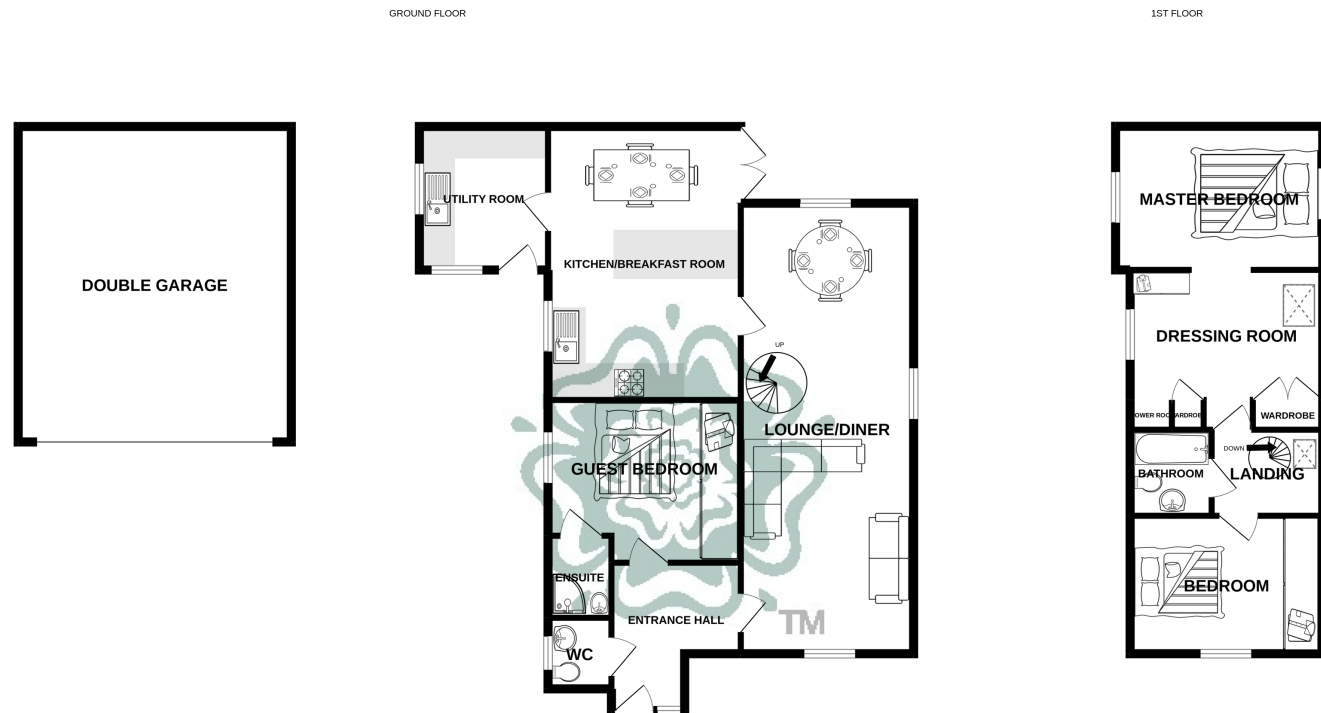 GROUND FLOOR
1ST FLOOR
DOUBLE GARAGE
UTILITY ROOM
KITCHEN/BREAKFAST ROOM
UP
LOUNGE/DINER
GUEST BEDROOM
ENSUITE
ENTRANCE HALL
WC
TM
MASTER BEDROOM
DRESSING ROOM
WARDROBE
DOWN
LANDING
BATHROOM
BEDROOM